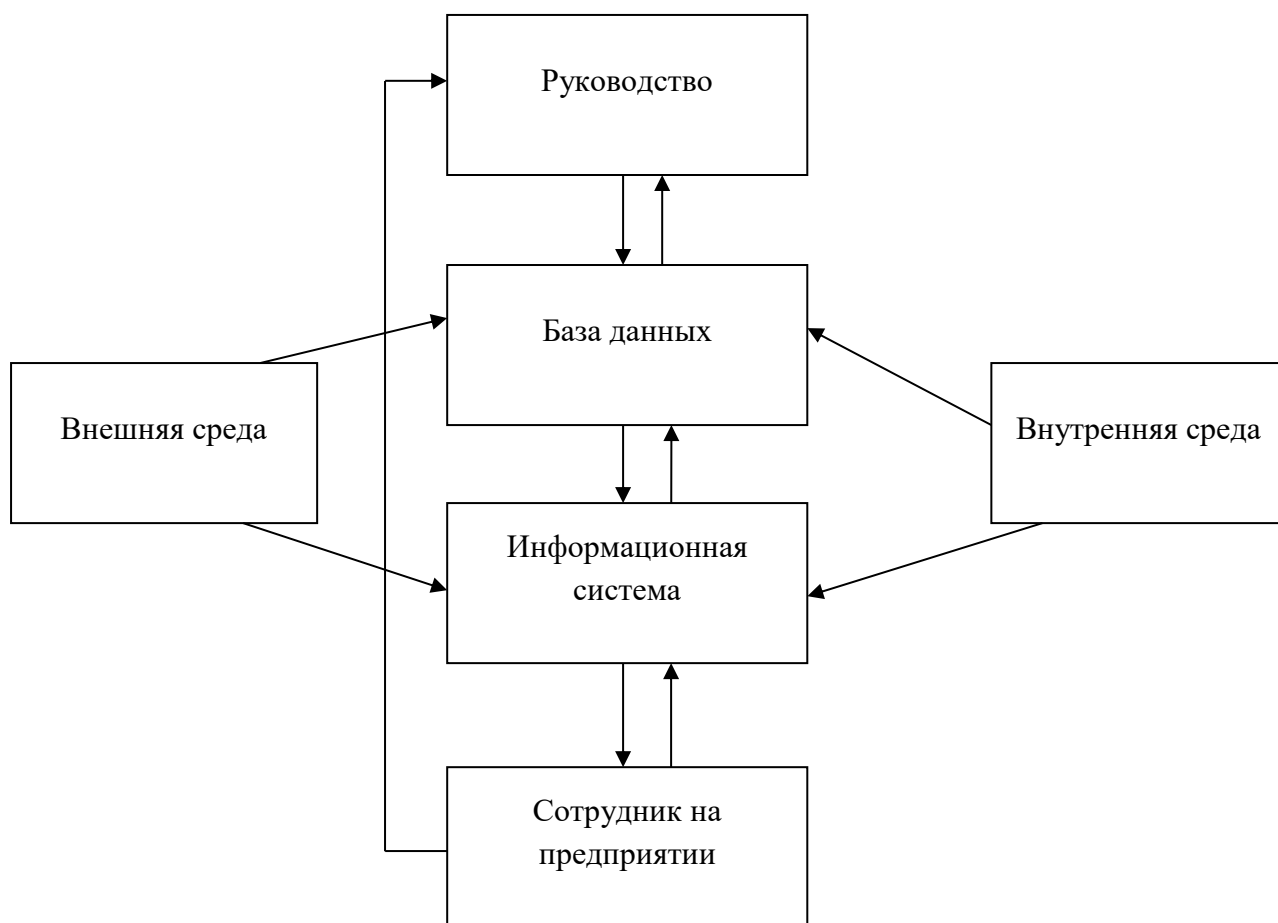 Руководство
База данных
Внешняя среда
Внутренняя среда
Информационная
система
Сотрудник на
предприятии